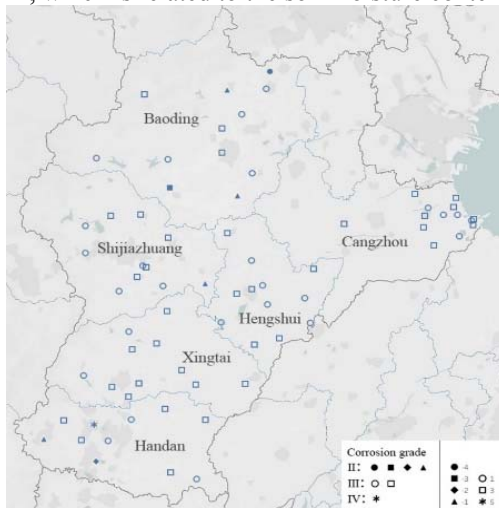 Baoding
Shijiazhuang
Cangzhou
Hengshui
Xingtai
Handan
Corrosion grade
II:
III:
IV:
-4
-3 1
-2 3
-1 5